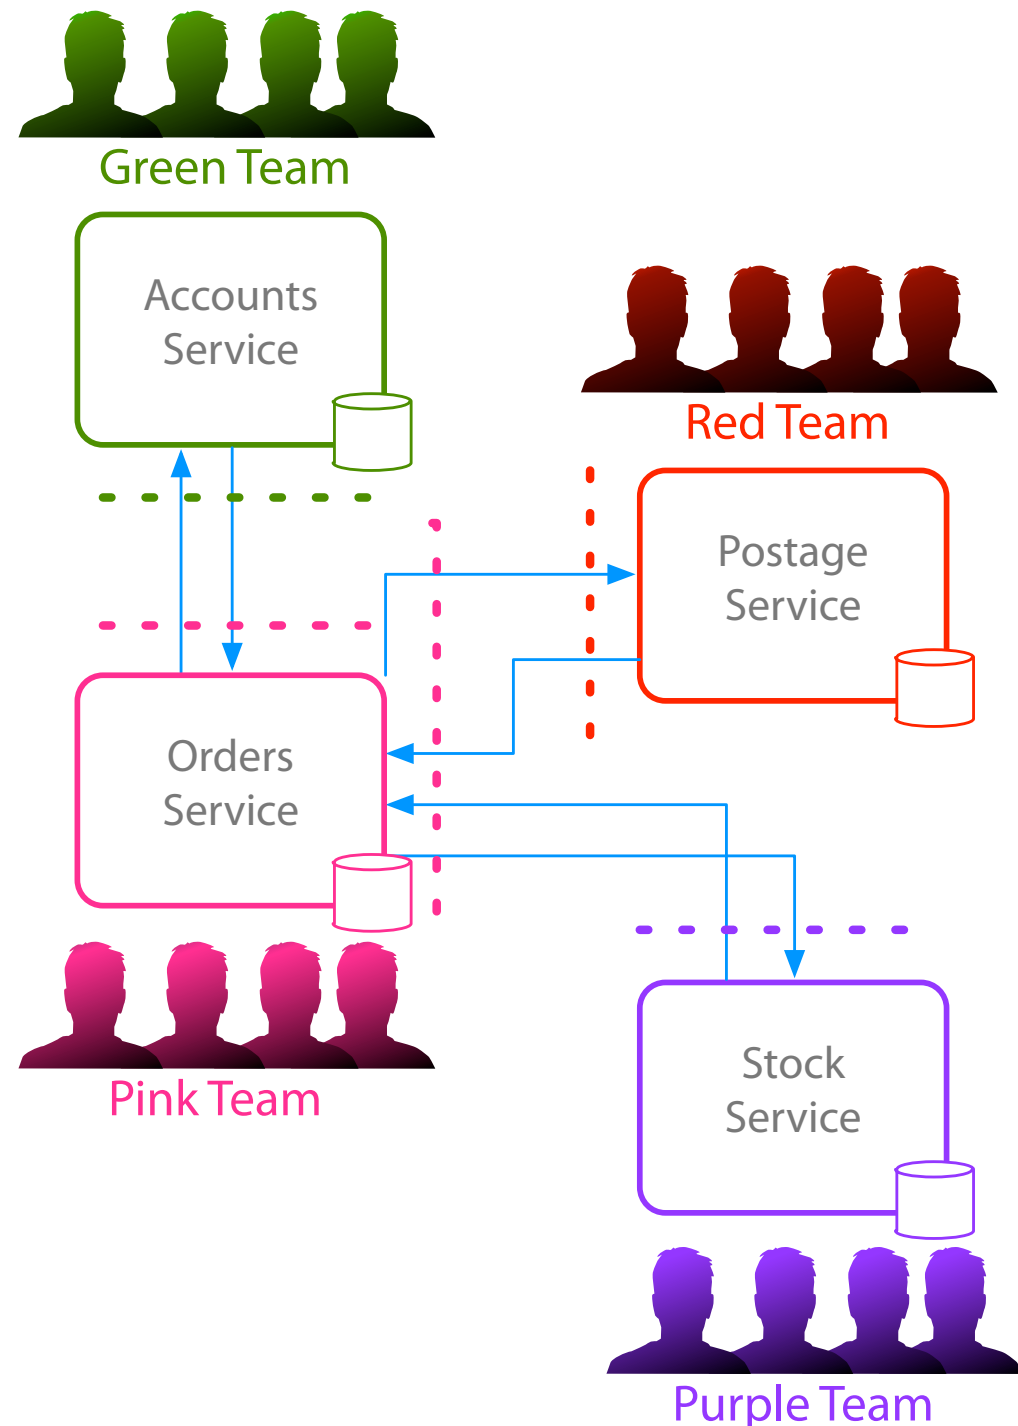 Green Team
Accounts
Service
Red Team
Postage
Service
Orders
Service
Pink Team
Stock
Service
Purple Team